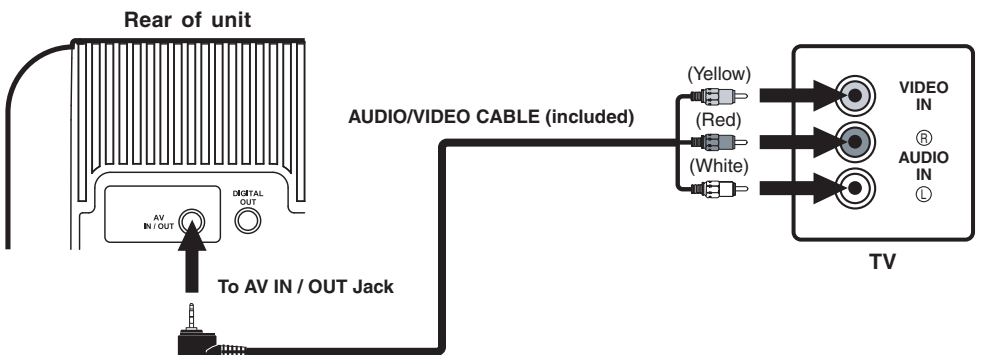 Rear of unit
AV
IN / OUT
DIGITAL
OUT
To AV IN / OUT Jack
AUDIO/VIDEO CABLE (included)
(Yellow)
(Red)
(White)
VIDEO
IN
Ⓡ
AUDIO
IN
Ⓛ
TV